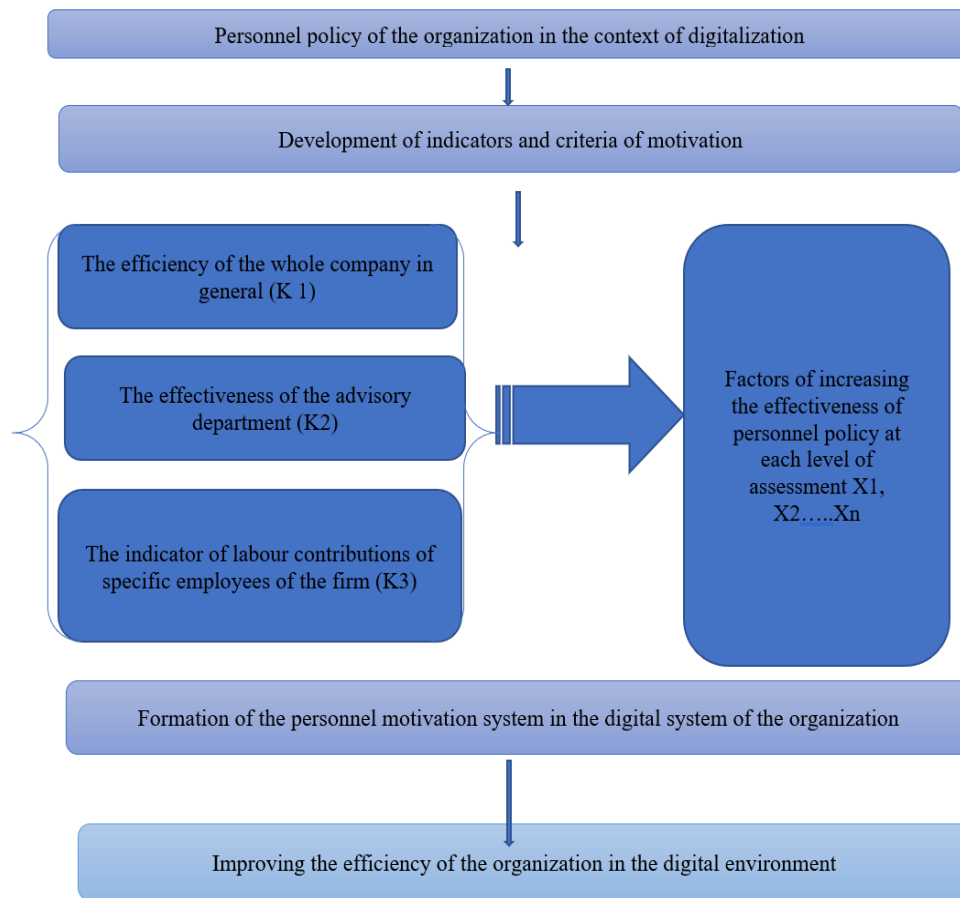 Personnel policy of the organization in the context of digitalization
Development of indicators and criteria of motivation
The efficiency of the whole company in
general (K 1)
The effectiveness of the advisory
department (K2)
The indicator of labour contributions of
specific employees of the firm (K3)
Factors of increasing
the effectiveness of
personnel policy at
each level of
assessment X1,
X2…..Xn
Formation of the personnel motivation system in the digital system of the organization
Improving the efficiency of the organization in the digital environment